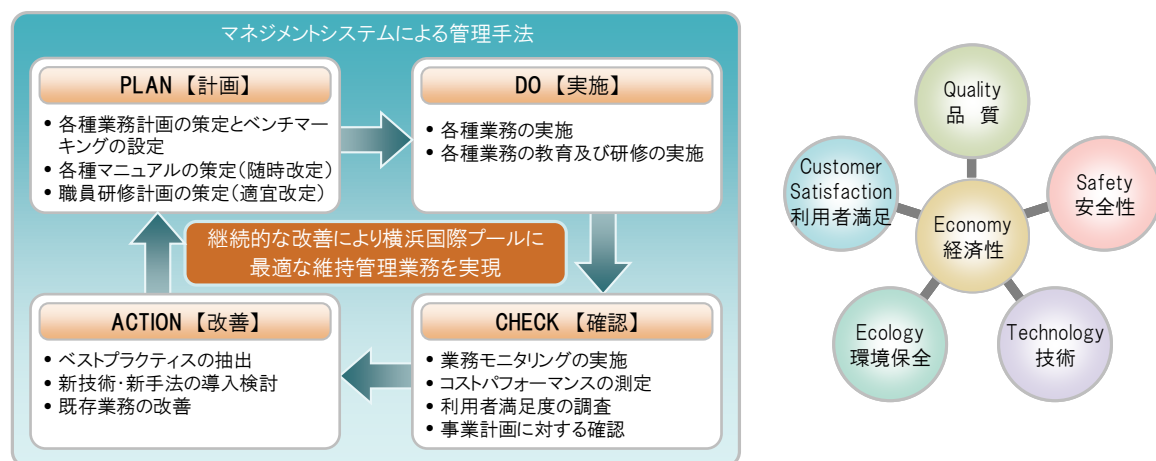 マネジメントシステムによる管理手法
PLAN 【計画】
• 各種業務計画の策定とベンチマー
キングの設定
• 各種マニュアルの策定(随時改定)
• 職員研修計画の策定(適宜改定)
DO 【実施】
• 各種業務の実施
• 各種業務の教育及び研修の実施
継続的な改善により横浜国際プールに
最適な維持管理業務を実現
ACTION 【改善】
• ベストプラクティスの抽出
• 新技術・新手法の導入検討
• 既存業務の改善
CHECK 【確認】
• 業務モニタリングの実施
• コストパフォーマンスの測定
• 利用者満足度の調査
• 事業計画に対する確認
Quality
品 質
Customer
Satisfaction
利用者満足
Safety
安全性
Economy
経済性
Ecology
環境保全
Technology
技術